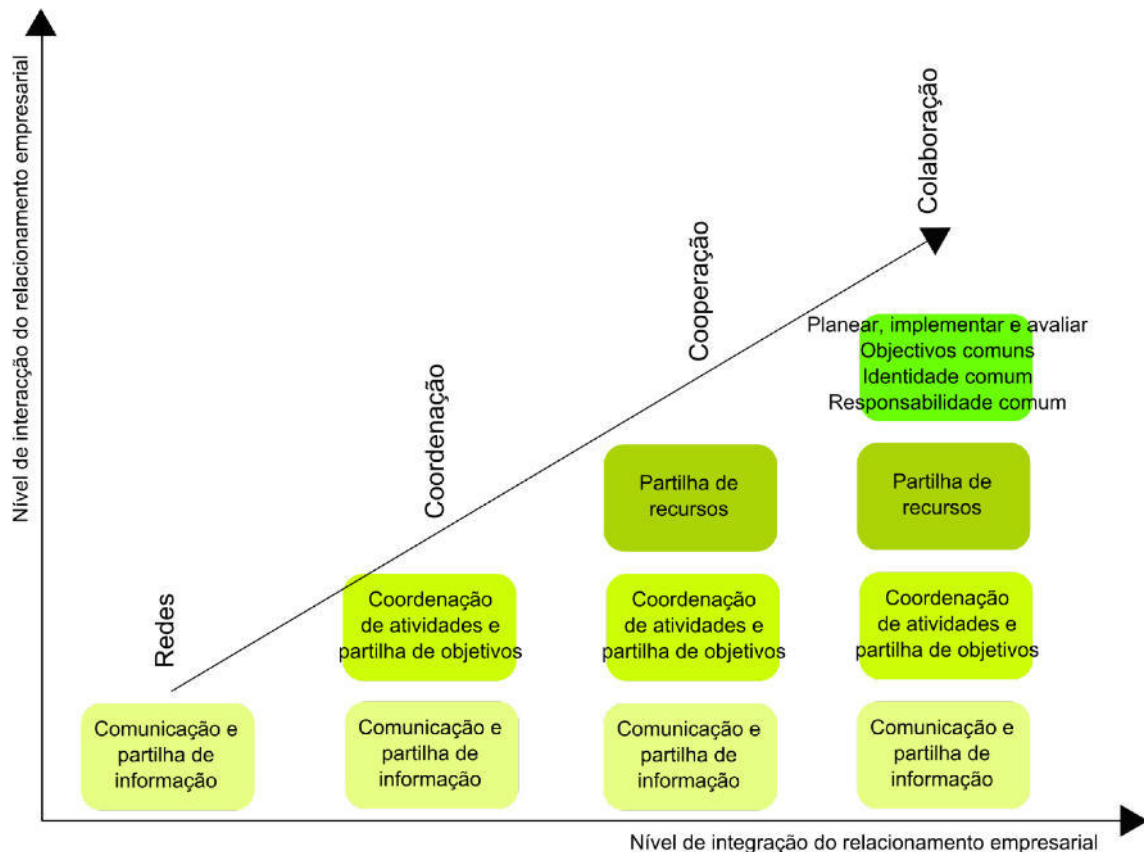 Nível de interacção do relacionamento empresarial
Redes
Coordenação
Cooperação
Colaboração
Planear, implementar e avaliar
Objectivos comuns
Identidade comum
Responsabilidade comum
Partilha de
recursos
Partilha de
recursos
Coordenação
de atividades e
partilha de objetivos
Coordenação
de atividades e
partilha de objetivos
Coordenação
de atividades e
partilha de objetivos
Comunicação e
partilha de
informação
Comunicação e
partilha de
informação
Comunicação e
partilha de
informação
Comunicação e
partilha de
informação
Nível de integração do relacionamento empresarial